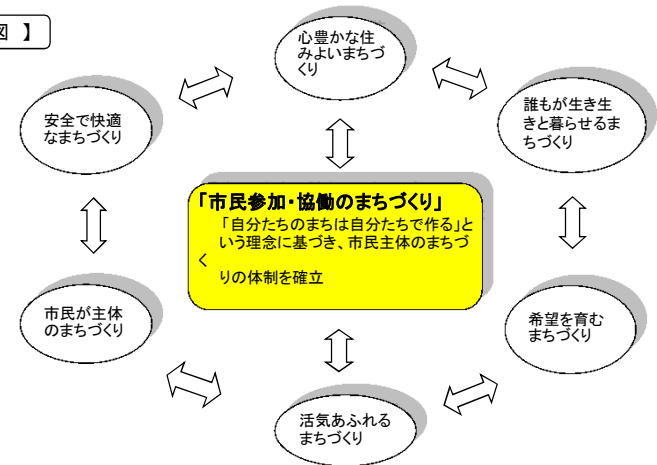 図 】
心豊かな住
みよいまちづ
くり
安全で快適
なまちづくり
誰もが生き生
きと暮らせるま
ちづくり
「市民参加・協働のまちづくり」
「自分たちのまちは自分たちで作る」と
いう理念に基づき、市民主体のまちづ
く
りの体制を確立
市民が主体
のまちづくり
希望を育む
まちづくり
活気あふれる
まちづくり